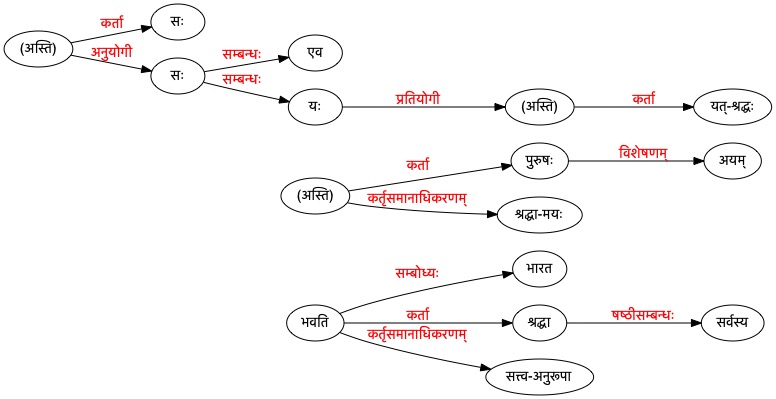 कर्ता
सः
(अस्ति)
अनुयोगी
सः
सम्बन्धः
एव
सम्बन्धः
यः
प्रतियोगी
(अस्ति)
कर्ता
यत्-श्रद्धः
(अस्ति)
कर्ता
पुरुषः
विशेषणम्
अयम्
कर्तृसमानाधिकरणम्
श्रद्धा-मयः
भवति
सम्बोध्यः
भारत
कर्ता
श्रद्धा
षष्ठीसम्बन्धः
सर्वस्य
कर्तृसमानाधिकरणम्
सत्त्व-अनुरूपा